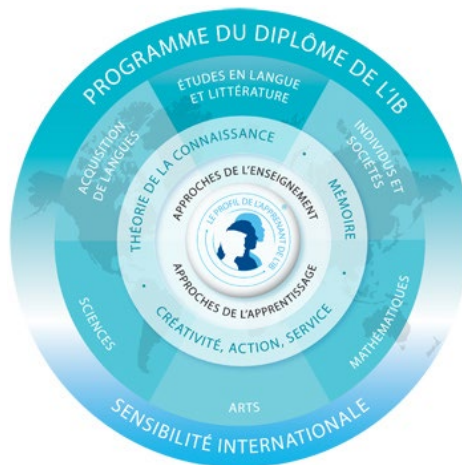 PROGRAMME DU DIPLÔME DE L'IB
ÉTUDES EN LANGUE
ET LITTÉRATURE
ACQUISITION
DE LANGUES
INDIVIDUS ET
SOCIÉTÉS
THÉORIE DE LA CONNAISSANCE
MÉMOIRE
APPROCHES DE L'ENSEIGNEMENT
LE PROFIL DE L'APPRENANT DE L'IB
®
APPROCHES DE L'APPRENTISSAGE
CRÉATIVITÉ, ACTION, SERVICE
SCIENCES
MATHÉMATIQUES
ARTS
SENSIBILITÉ INTERNATIONALE